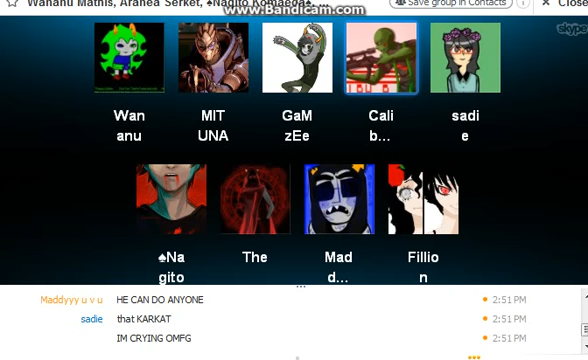 Wananu Mathis, Aranea Serket, ♠Nagito Komaeda♠, ...
www.Bandicam.com
Save group in Contacts
Close
skype
Wan
anu
MIT
UNA
GaM
zEe
Cali
b...
sadi
e
♠Na
gito
The
Mad
d...
Fillio
n
...
Maddyyy u v u HE CAN DO ANYONE 2:51 PM
sadie that KARKAT 2:51 PM
IM CRYING OMFG 2:51 PM